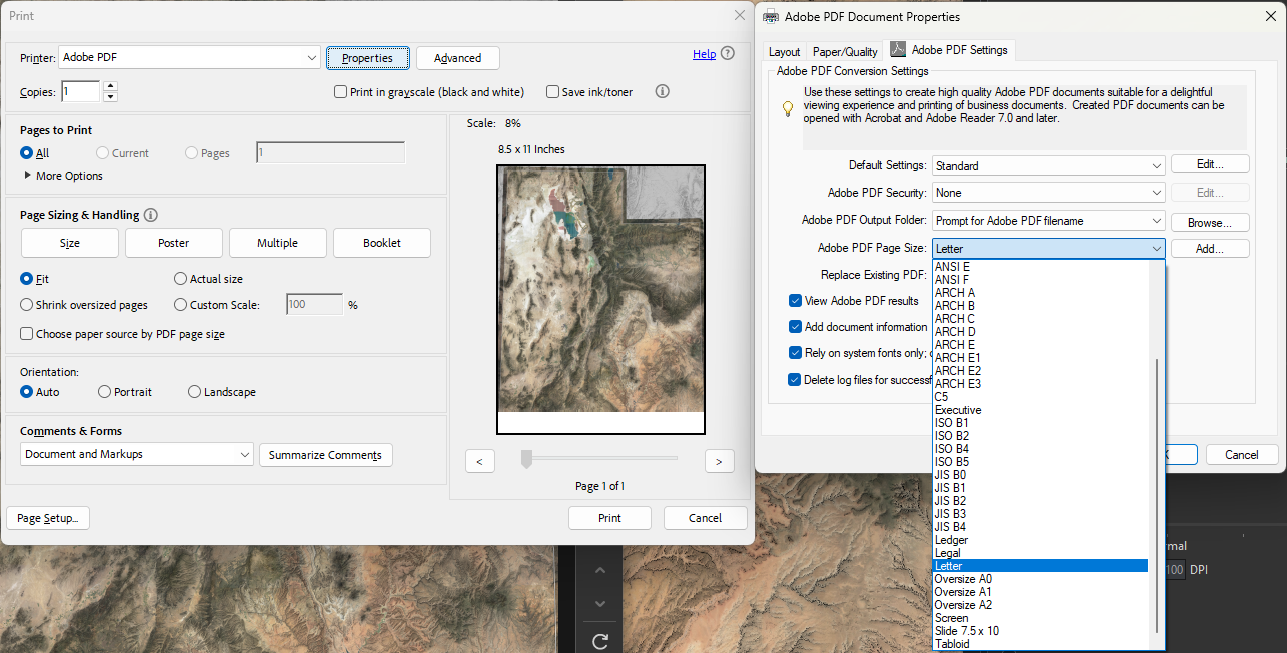 Print
Printer: Adobe PDF
Properties
Advanced
Help
Copies: 1
Print in grayscale (black and white)
Save ink/toner
Pages to Print
All
Current
Pages
1
More Options
Page Sizing & Handling
Size
Poster
Multiple
Booklet
Fit
Actual size
Shrink oversized pages
Custom Scale: 100 %
Choose paper source by PDF page size
Orientation:
Auto
Portrait
Landscape
Comments & Forms
Document and Markups
Summarize Comments
Scale: 8%
8.5 x 11 Inches
<
>
Page 1 of 1
Page Setup...
Print
Cancel
Adobe PDF Document Properties
Layout
Paper/Quality
Adobe PDF Settings
Adobe PDF Conversion Settings
Use these settings to create high quality Adobe PDF documents suitable for a delightful
viewing experience and printing of business documents. Created PDF documents can be
opened with Acrobat and Adobe Reader 7.0 and later.
Default Settings: Standard
Edit...
Adobe PDF Security: None
Edit...
Adobe PDF Output Folder: Prompt for Adobe PDF filename
Browse...
Adobe PDF Page Size: Letter
Add...
Replace Existing PDF:
View Adobe PDF results
Add document information
Rely on system fonts only;
Delete log files for successf
ANSI E
ANSI F
ARCH A
ARCH B
ARCH C
ARCH D
ARCH E
ARCH E1
ARCH E2
ARCH E3
C5
Executive
ISO B1
ISO B2
ISO B4
ISO B5
JIS B0
JIS B1
JIS B2
JIS B3
JIS B4
Ledger
Legal
Letter
Oversize A0
Oversize A1
Oversize A2
Screen
Slide 7.5 x 10
Tabloid
Cancel
rmal
100 DPI